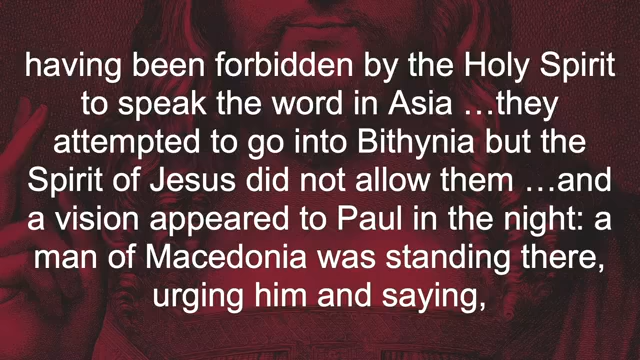 having been forbidden by the Holy Spirit
to speak the word in Asia …they
attempted to go into Bithynia but the
Spirit of Jesus did not allow them …and
a vision appeared to Paul in the night: a
man of Macedonia was standing there,
urging him and saying,